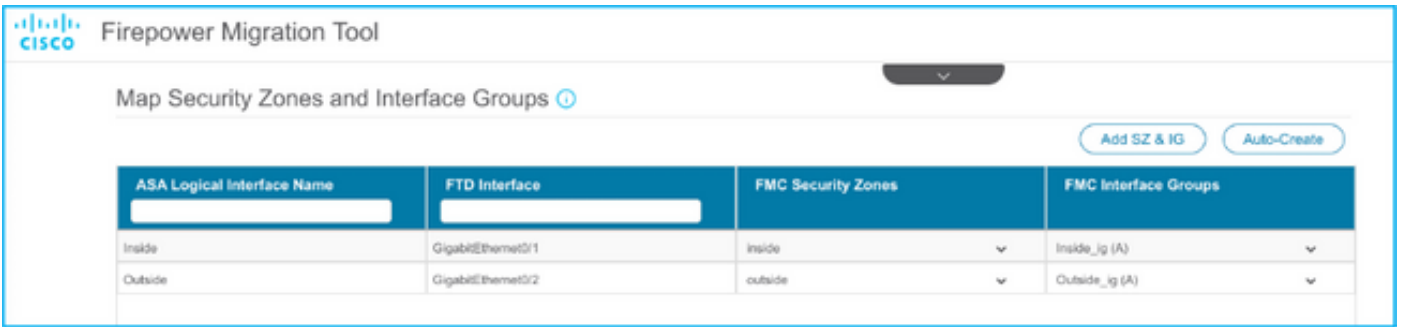 CISCO Firepower Migration Tool
Map Security Zones and Interface Groups
Add SZ & IG Auto-Create
ASA Logical Interface Name FTD Interface FMC Security Zones FMC Interface Groups
Inside GigabitEthernet0/1 inside Inside_ig (A)
Outside GigabitEthernet0/2 outside Outside_ig (A)